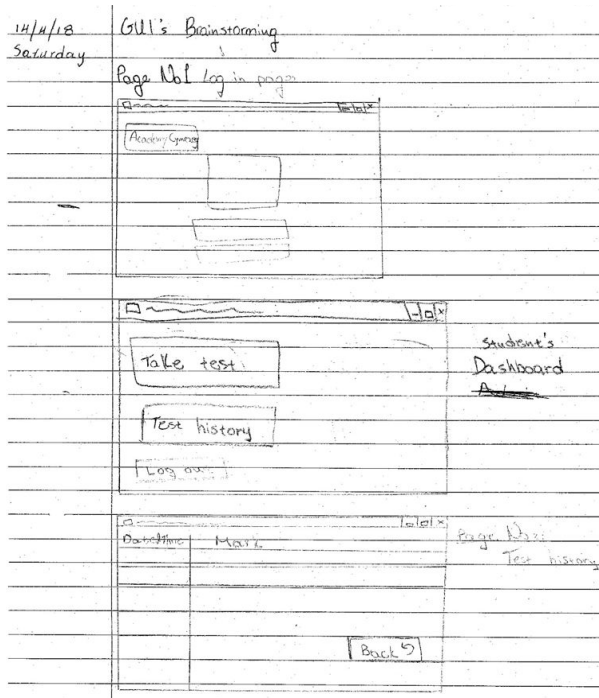 14/4/18
Saturday
GUI's Brainstorming
Page No1 Log in page
Academy
Take test
Test history
Log out
Student's
Dashboard
Date/time Mark
Page No3:
Test history
Back